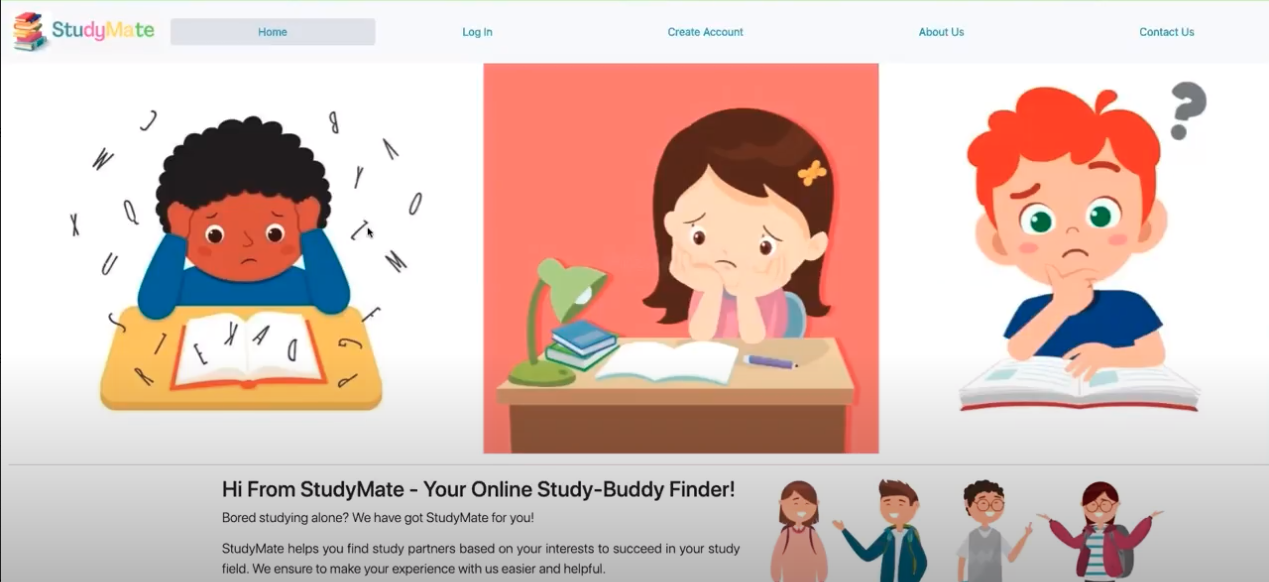 StudyMate
Home
Log In
Create Account
About Us
Contact Us
C
B
W
A
Y
Q
O
X
Z
U
M
S
F
I
E
K
A
D
G
R
P
?
Hi From StudyMate - Your Online Study-Buddy Finder!
Bored studying alone? We have got StudyMate for you!
StudyMate helps you find study partners based on your interests to succeed in your study
field. We ensure to make your experience with us easier and helpful.